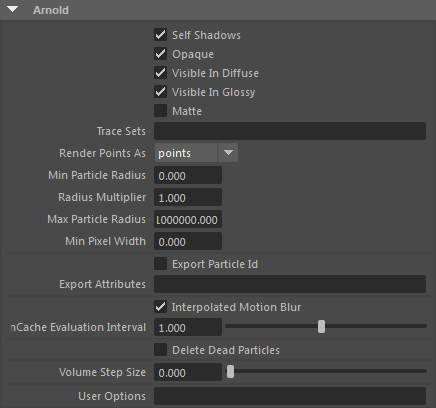 Arnold
Self Shadows
Opaque
Visible In Diffuse
Visible In Glossy
Matte
Trace Sets
Render Points As points
Min Particle Radius 0.000
Radius Multiplier 1.000
Max Particle Radius 1000000.000
Min Pixel Width 0.000
Export Particle Id
Export Attributes
Interpolated Motion Blur
nCache Evaluation Interval 1.000
Delete Dead Particles
Volume Step Size 0.000
User Options